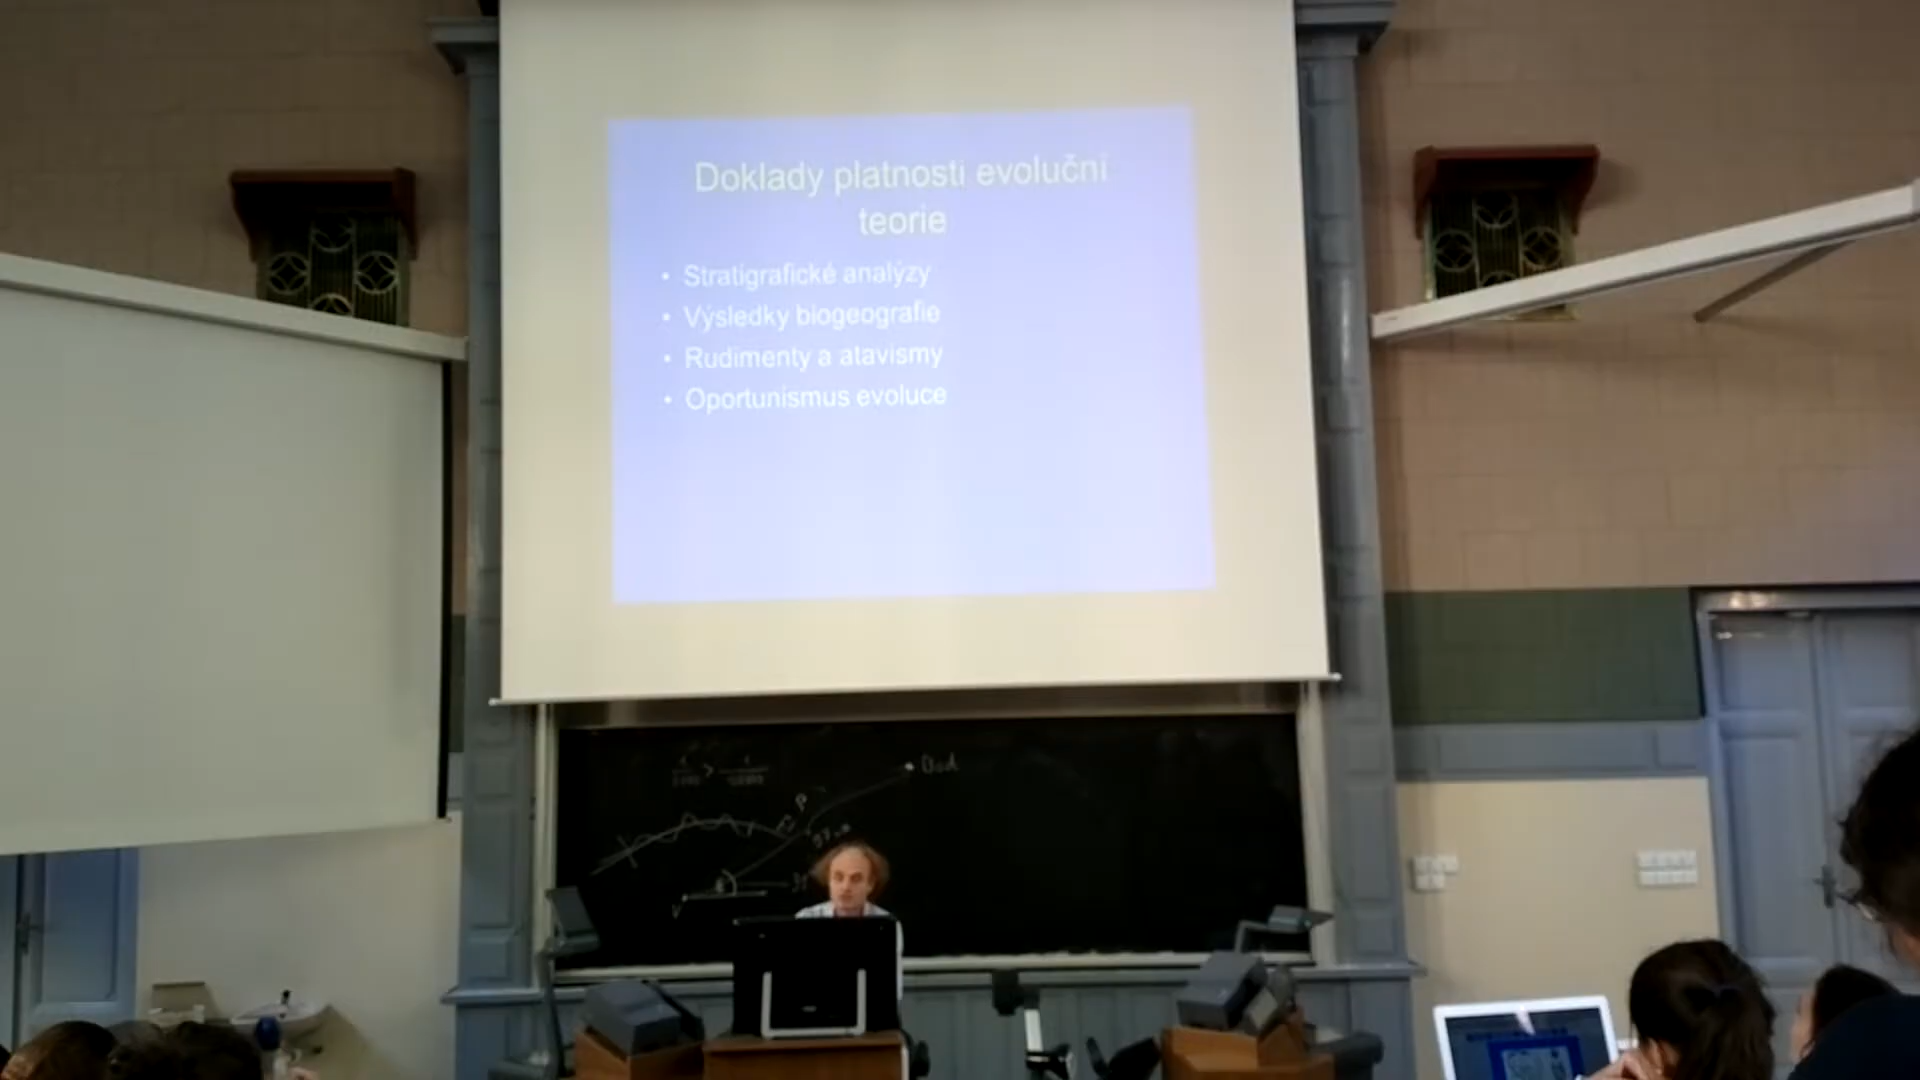 Doklady platnosti evoluční
teorie
• Stratigrafické analýzy
• Výsledky biogeografie
• Rudimenty a atavismy
• Oportunismus evoluce